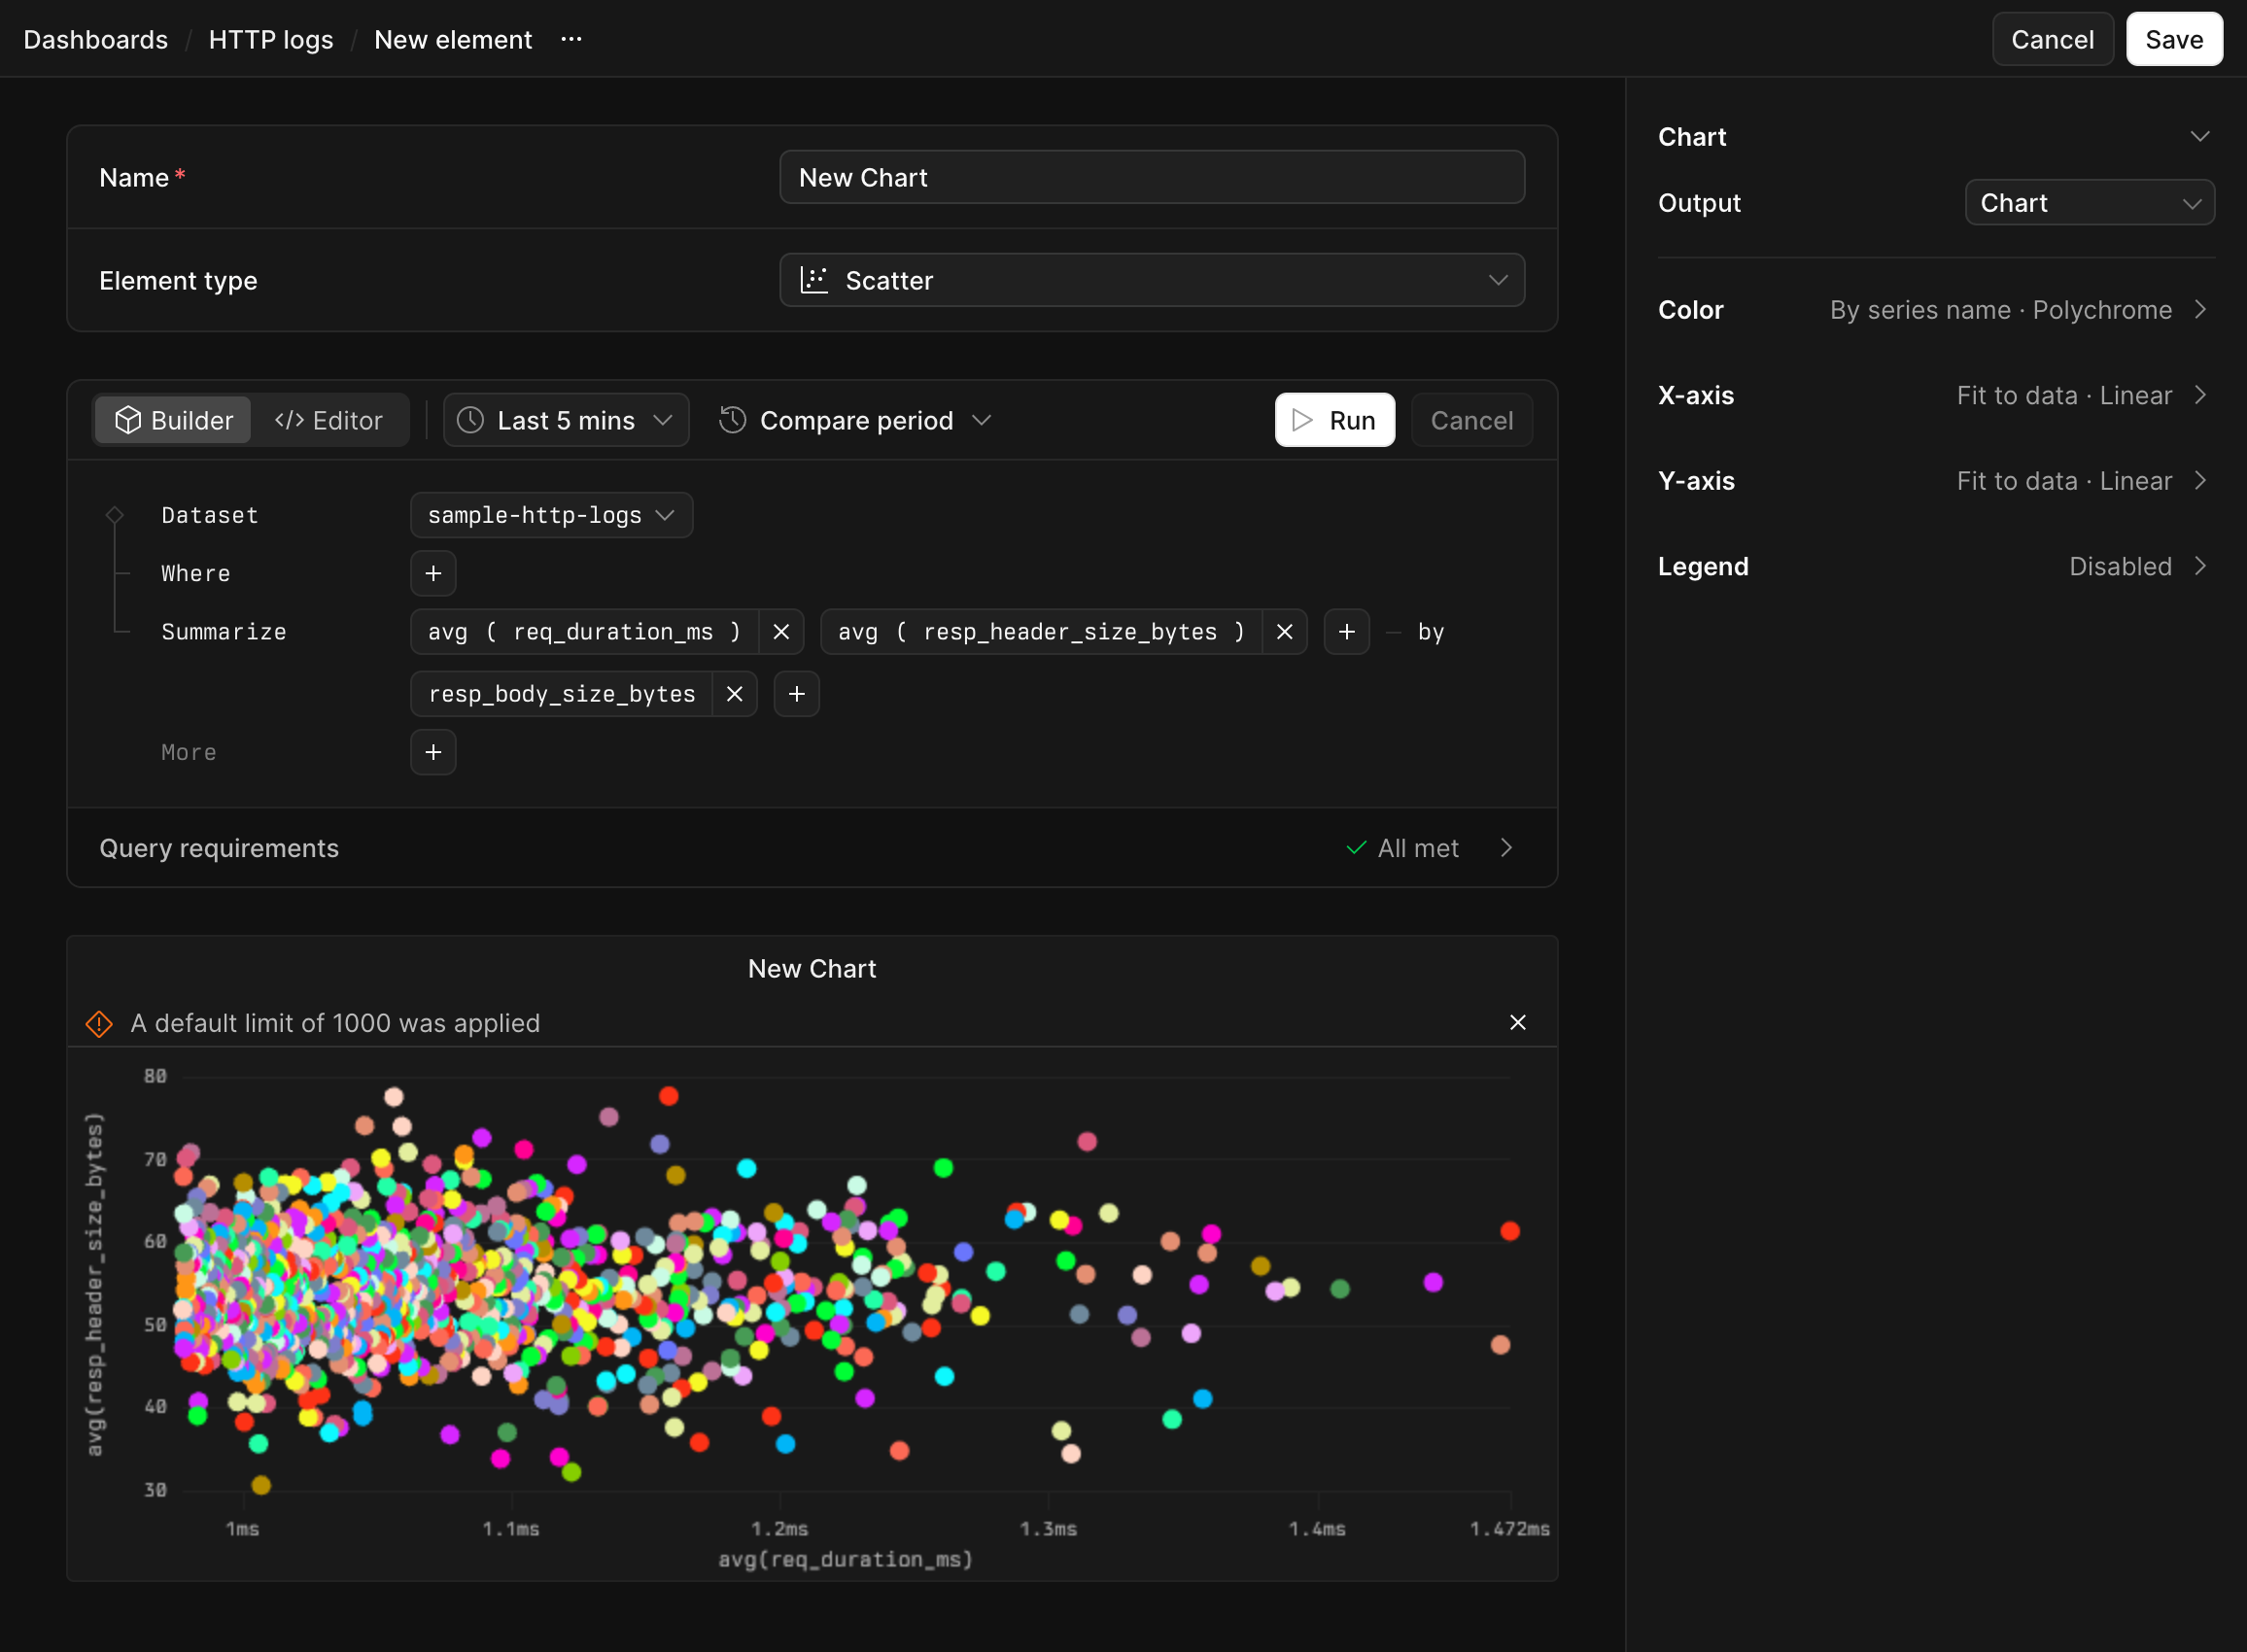 Dashboards / HTTP logs / New element ···
Cancel
Save
Name*
New Chart
Element type
Scatter
Builder
Editor
Last 5 mins
Compare period
Run
Cancel
Dataset
sample-http-logs
Where
+
Summarize
avg ( req_duration_ms )
avg ( resp_header_size_bytes )
+
by
resp_body_size_bytes
+
More
+
Query requirements
All met
New Chart
A default limit of 1000 was applied
avg(resp_header_size_bytes)
80
70
60
50
40
30
1ms 1.1ms 1.2ms 1.3ms 1.4ms 1.472ms
avg(req_duration_ms)
Chart
Output
Chart
Color
By series name · Polychrome
X-axis
Fit to data · Linear
Y-axis
Fit to data · Linear
Legend
Disabled